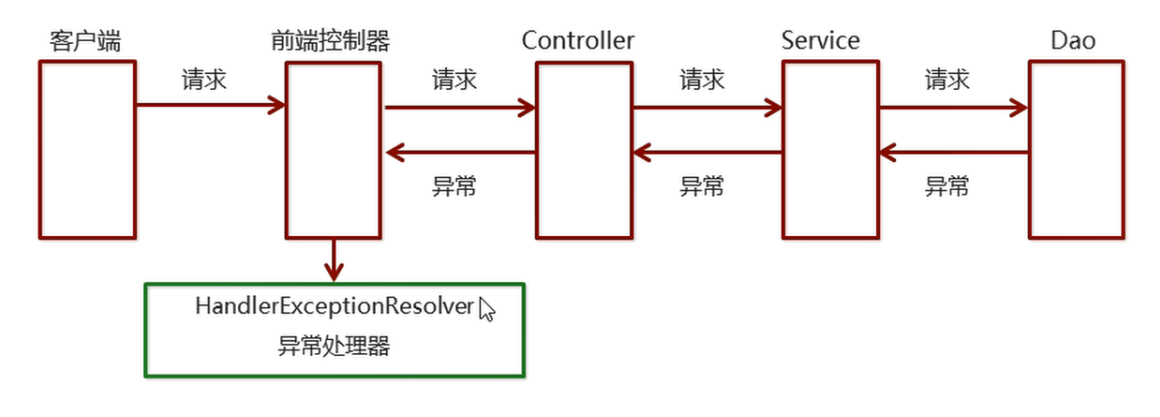 客户端 前端控制器 Controller Service Dao
请求 请求 请求 请求
异常 异常 异常
HandlerExceptionResolver
异常处理器